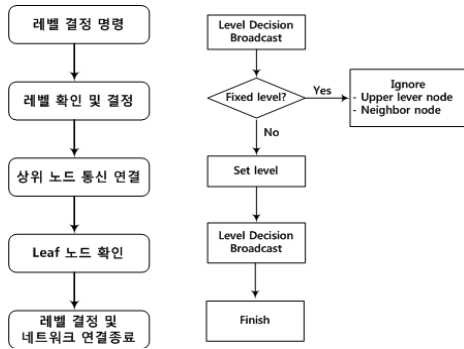 레벨 결정 명령
레벨 확인 및 결정
상위 노드 통신 연결
Leaf 노드 확인
레벨 결정 및
네트워크 연결종료
Level Decision
Broadcast
Fixed level?
Yes
Ignore
- Upper lever node
- Neighbor node
No
Set level
Level Decision
Broadcast
Finish